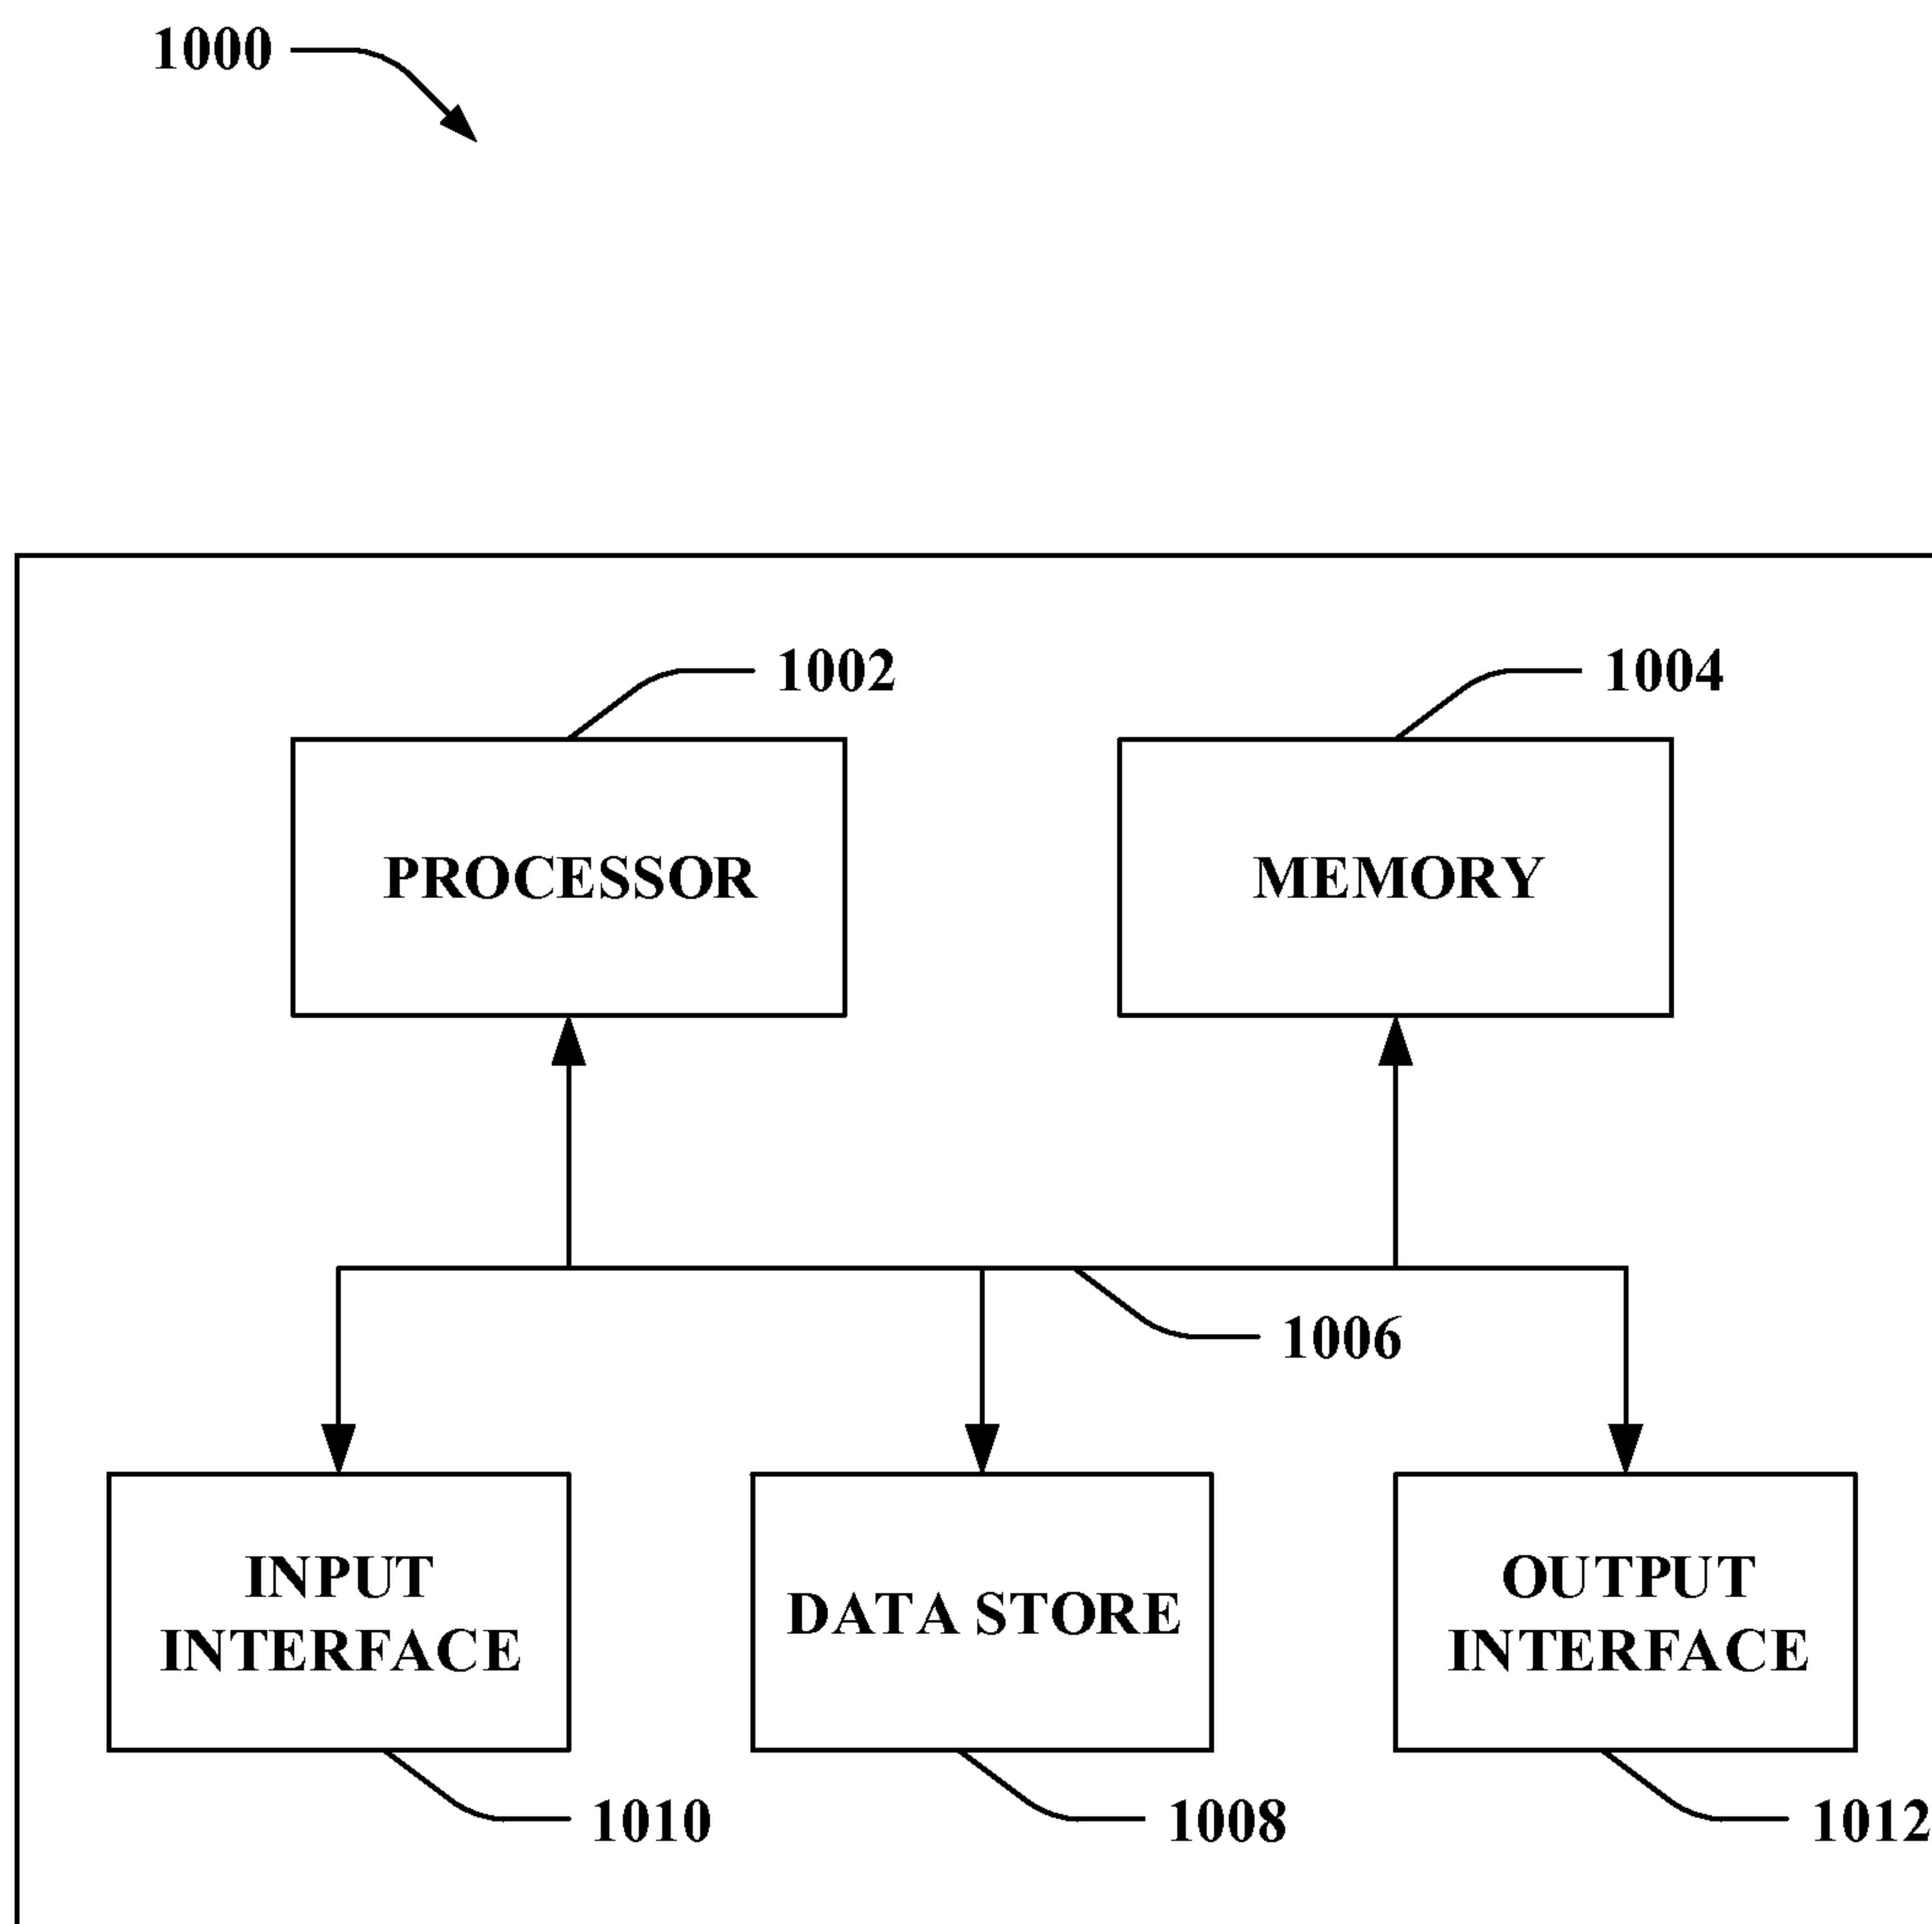 1000
1002
1004
PROCESSOR
MEMORY
1006
INPUT
INTERFACE
DATA STORE
OUTPUT
INTERFACE
1010
1008
1012